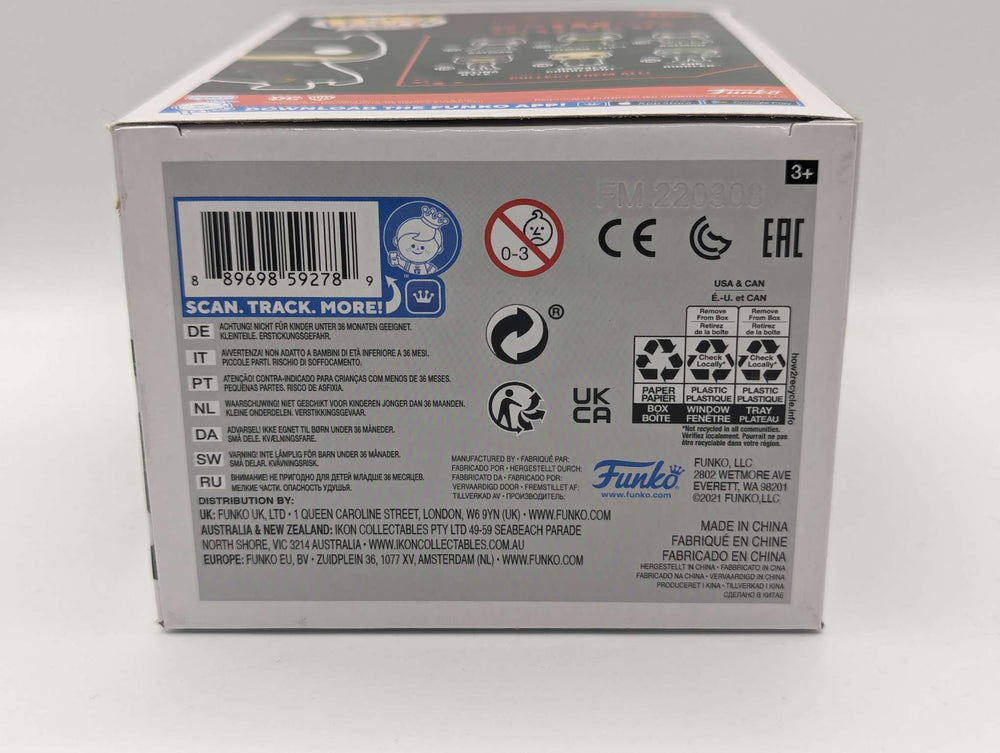 COLLECT THEM ALL!
Funko
DOWNLOAD THE FUNKO APP!
3+
FM 220308
8 89698 59278 9
SCAN. TRACK. MORE!
™
0-3
CE
EAC
®
UK
CA
USA & CAN
É.-U. et CAN
Remove
From Box
Retirez
de la boîte
Remove
From Box
Retirez
de la boîte
Check
Locally*
Check
Locally*
PAPER
PAPIER
PLASTIC
PLASTIQUE
PLASTIC
PLASTIQUE
BOX
BOÎTE
WINDOW
FENÊTRE
TRAY
PLATEAU
how2recycle.info
*Not recycled in all communities.
Vérifiez localement. Pourrait ne pas
être recyclable dans votre région.
DE ACHTUNG! NICHT FÜR KINDER UNTER 36 MONATEN GEEIGNET.
KLEINTEILE. ERSTICKUNGSGEFAHR.
IT AVVERTENZA! NON ADATTO A BAMBINI DI ETÀ INFERIORE A 36 MESI.
PICCOLE PARTI. RISCHIO DI SOFFOCAMENTO.
PT ATENÇÃO! CONTRA-INDICADO PARA CRIANÇAS COM MENOS DE 36 MESES.
PEQUENAS PARTES. RISCO DE ASFIXIA.
NL WAARSCHUWING! NIET GESCHIKT VOOR KINDEREN JONGER DAN 36 MAANDEN.
KLEINE ONDERDELEN. VERSTIKKINGSGEVAAR.
DA ADVARSEL! IKKE EGNET TIL BØRN UNDER 36 MÅNEDER.
SMÅ DELE. KVÆLNINGSFARE.
SW VARNING! INTE LÄMPLIG FÖR BARN UNDER 36 MÅNADER.
SMÅ DELAR. KVÄVNINGSRISK.
RU ВНИМАНИЕ! НЕ ПРИГОДНО ДЛЯ ДЕТЕЙ МЛАДШЕ 36 МЕСЯЦЕВ.
МЕЛКИЕ ЧАСТИ. ОПАСНОСТЬ УДУШЬЯ.
MANUFACTURED BY • FABRIQUÉ PAR:
FABRICADO POR • HERGESTELLT DURCH:
FABBRICATO DA • FABRICADO POR:
VERVAARDIGD DOOR • FREMSTILLET AF:
TILLVERKAD AV • ПРОИЗВОДИТЕЛЬ:
Funko
www.funko.com
FUNKO, LLC
2802 WETMORE AVE
EVERETT, WA 98201
©2021 FUNKO,LLC
DISTRIBUTION BY:
UK: FUNKO UK, LTD • 1 QUEEN CAROLINE STREET, LONDON, W6 9YN (UK) • WWW.FUNKO.COM
AUSTRALIA & NEW ZEALAND: IKON COLLECTABLES PTY LTD 49-59 SEABEACH PARADE
NORTH SHORE, VIC 3214 AUSTRALIA • WWW.IKONCOLLECTABLES.COM.AU
EUROPE: FUNKO EU, BV • ZUIDPLEIN 36, 1077 XV, AMSTERDAM (NL) • WWW.FUNKO.COM
MADE IN CHINA
FABRIQUÉ EN CHINE
FABRICADO EN CHINA
HERGESTELLT IN CHINA • FABBRICATO IN CINA
FABRICADO NA CHINA • VERVAARDIGD IN CHINA
PRODUCERET I KINA • TILLVERKAD I KINA
СДЕЛАНО В КИТАЕ